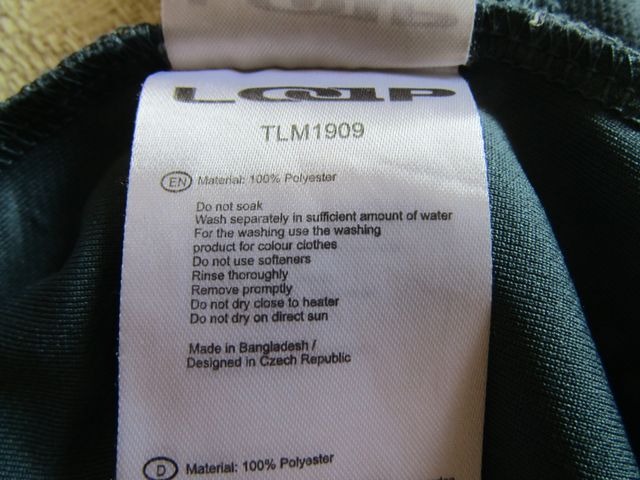 LOAP
TLM1909
EN Material: 100% Polyester
Do not soak
Wash separately in sufficient amount of water
For the washing use the washing
product for colour clothes
Do not use softeners
Rinse thoroughly
Remove promptly
Do not dry close to heater
Do not dry on direct sun
Made in Bangladesh /
Designed in Czech Republic
D Material: 100% Polyester